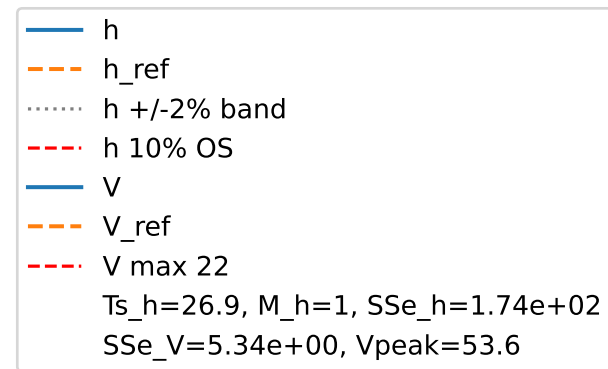 h
h_ref
h +/-2% band
h 10% OS
V
V_ref
V max 22
Ts_h=26.9, M_h=1, SSe_h=1.74e+02
SSe_V=5.34e+00, Vpeak=53.6